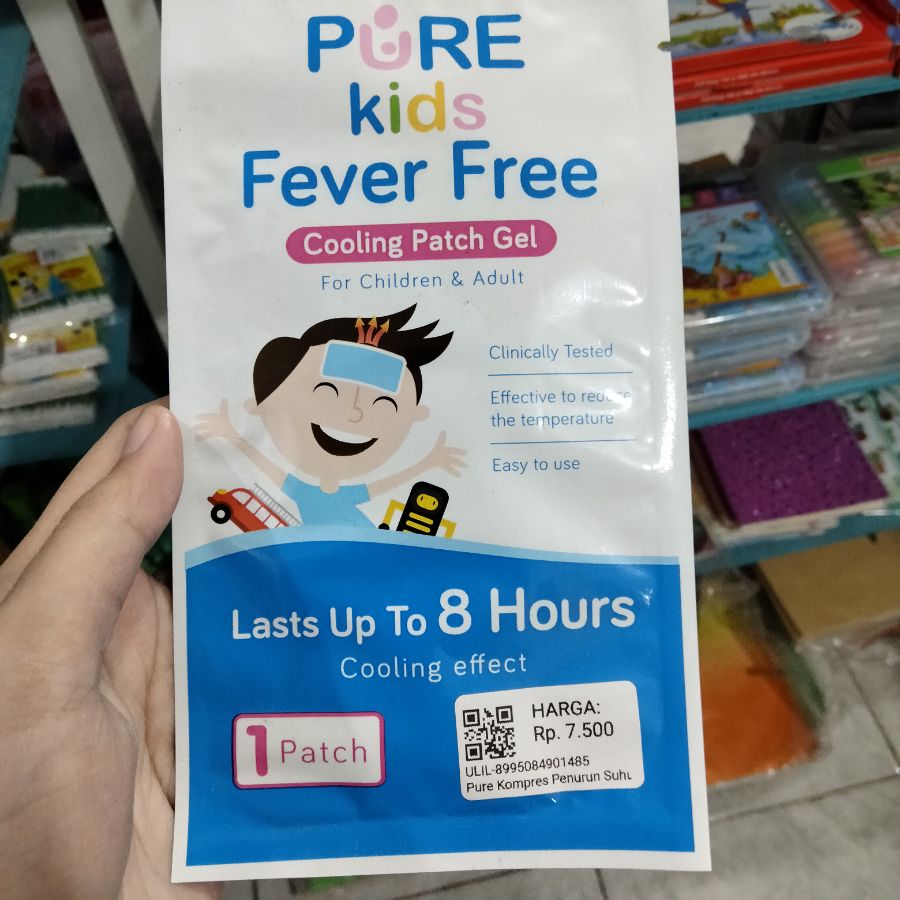 PURE
kids
Fever Free
Cooling Patch Gel
For Children & Adult
Clinically Tested
Effective to reduce
the temperature
Easy to use
Lasts Up To 8 Hours
Cooling effect
1 Patch
HARGA:
Rp. 7.500
ULIL-8995084901485
Pure Kompres Penurun Suhu